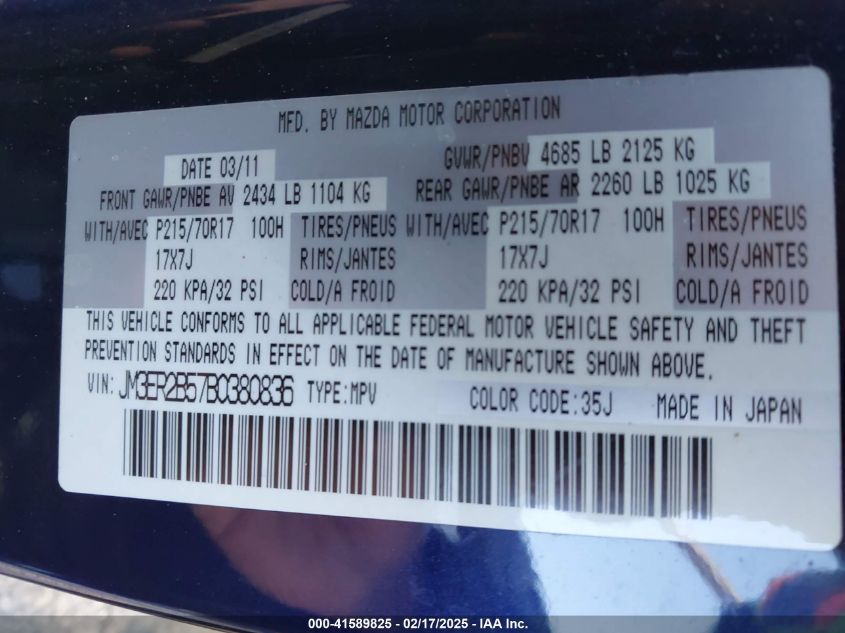 MFD. BY MAZDA MOTOR CORPORATION
DATE 03/11 GVWR/PNBV 4685 LB 2125 KG
FRONT GAWR/PNBE AV 2434 LB 1104 KG REAR GAWR/PNBE AR 2260 LB 1025 KG
WITH/AVEC P215/70R17 100H TIRES/PNEUS WITH/AVEC P215/70R17 100H TIRES/PNEUS
17X7J RIMS/JANTES 17X7J RIMS/JANTES
220 KPA/32 PSI COLD/A FROID 220 KPA/32 PSI COLD/A FROID
THIS VEHICLE CONFORMS TO ALL APPLICABLE FEDERAL MOTOR VEHICLE SAFETY AND THEFT
PREVENTION STANDARDS IN EFFECT ON THE DATE OF MANUFACTURE SHOWN ABOVE.
VIN: JM3ER2B57B0380836 TYPE:MPV COLOR CODE:35J MADE IN JAPAN
000-41589825 - 02/17/2025 - IAA Inc.